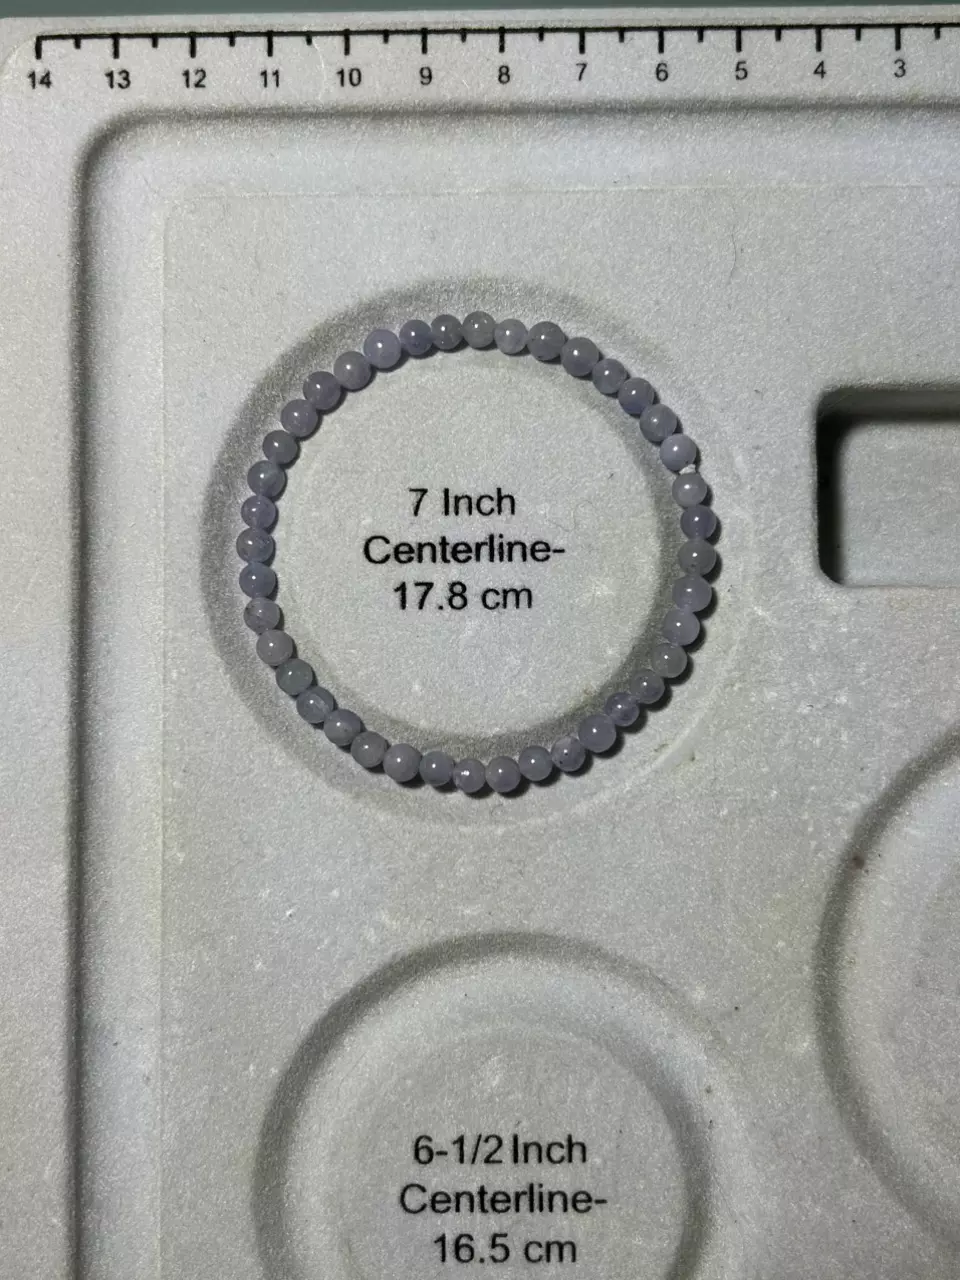 14 13 12 11 10 9 8 7 6 5 4 3
7 Inch
Centerline-
17.8 cm
6-1/2 Inch
Centerline-
16.5 cm